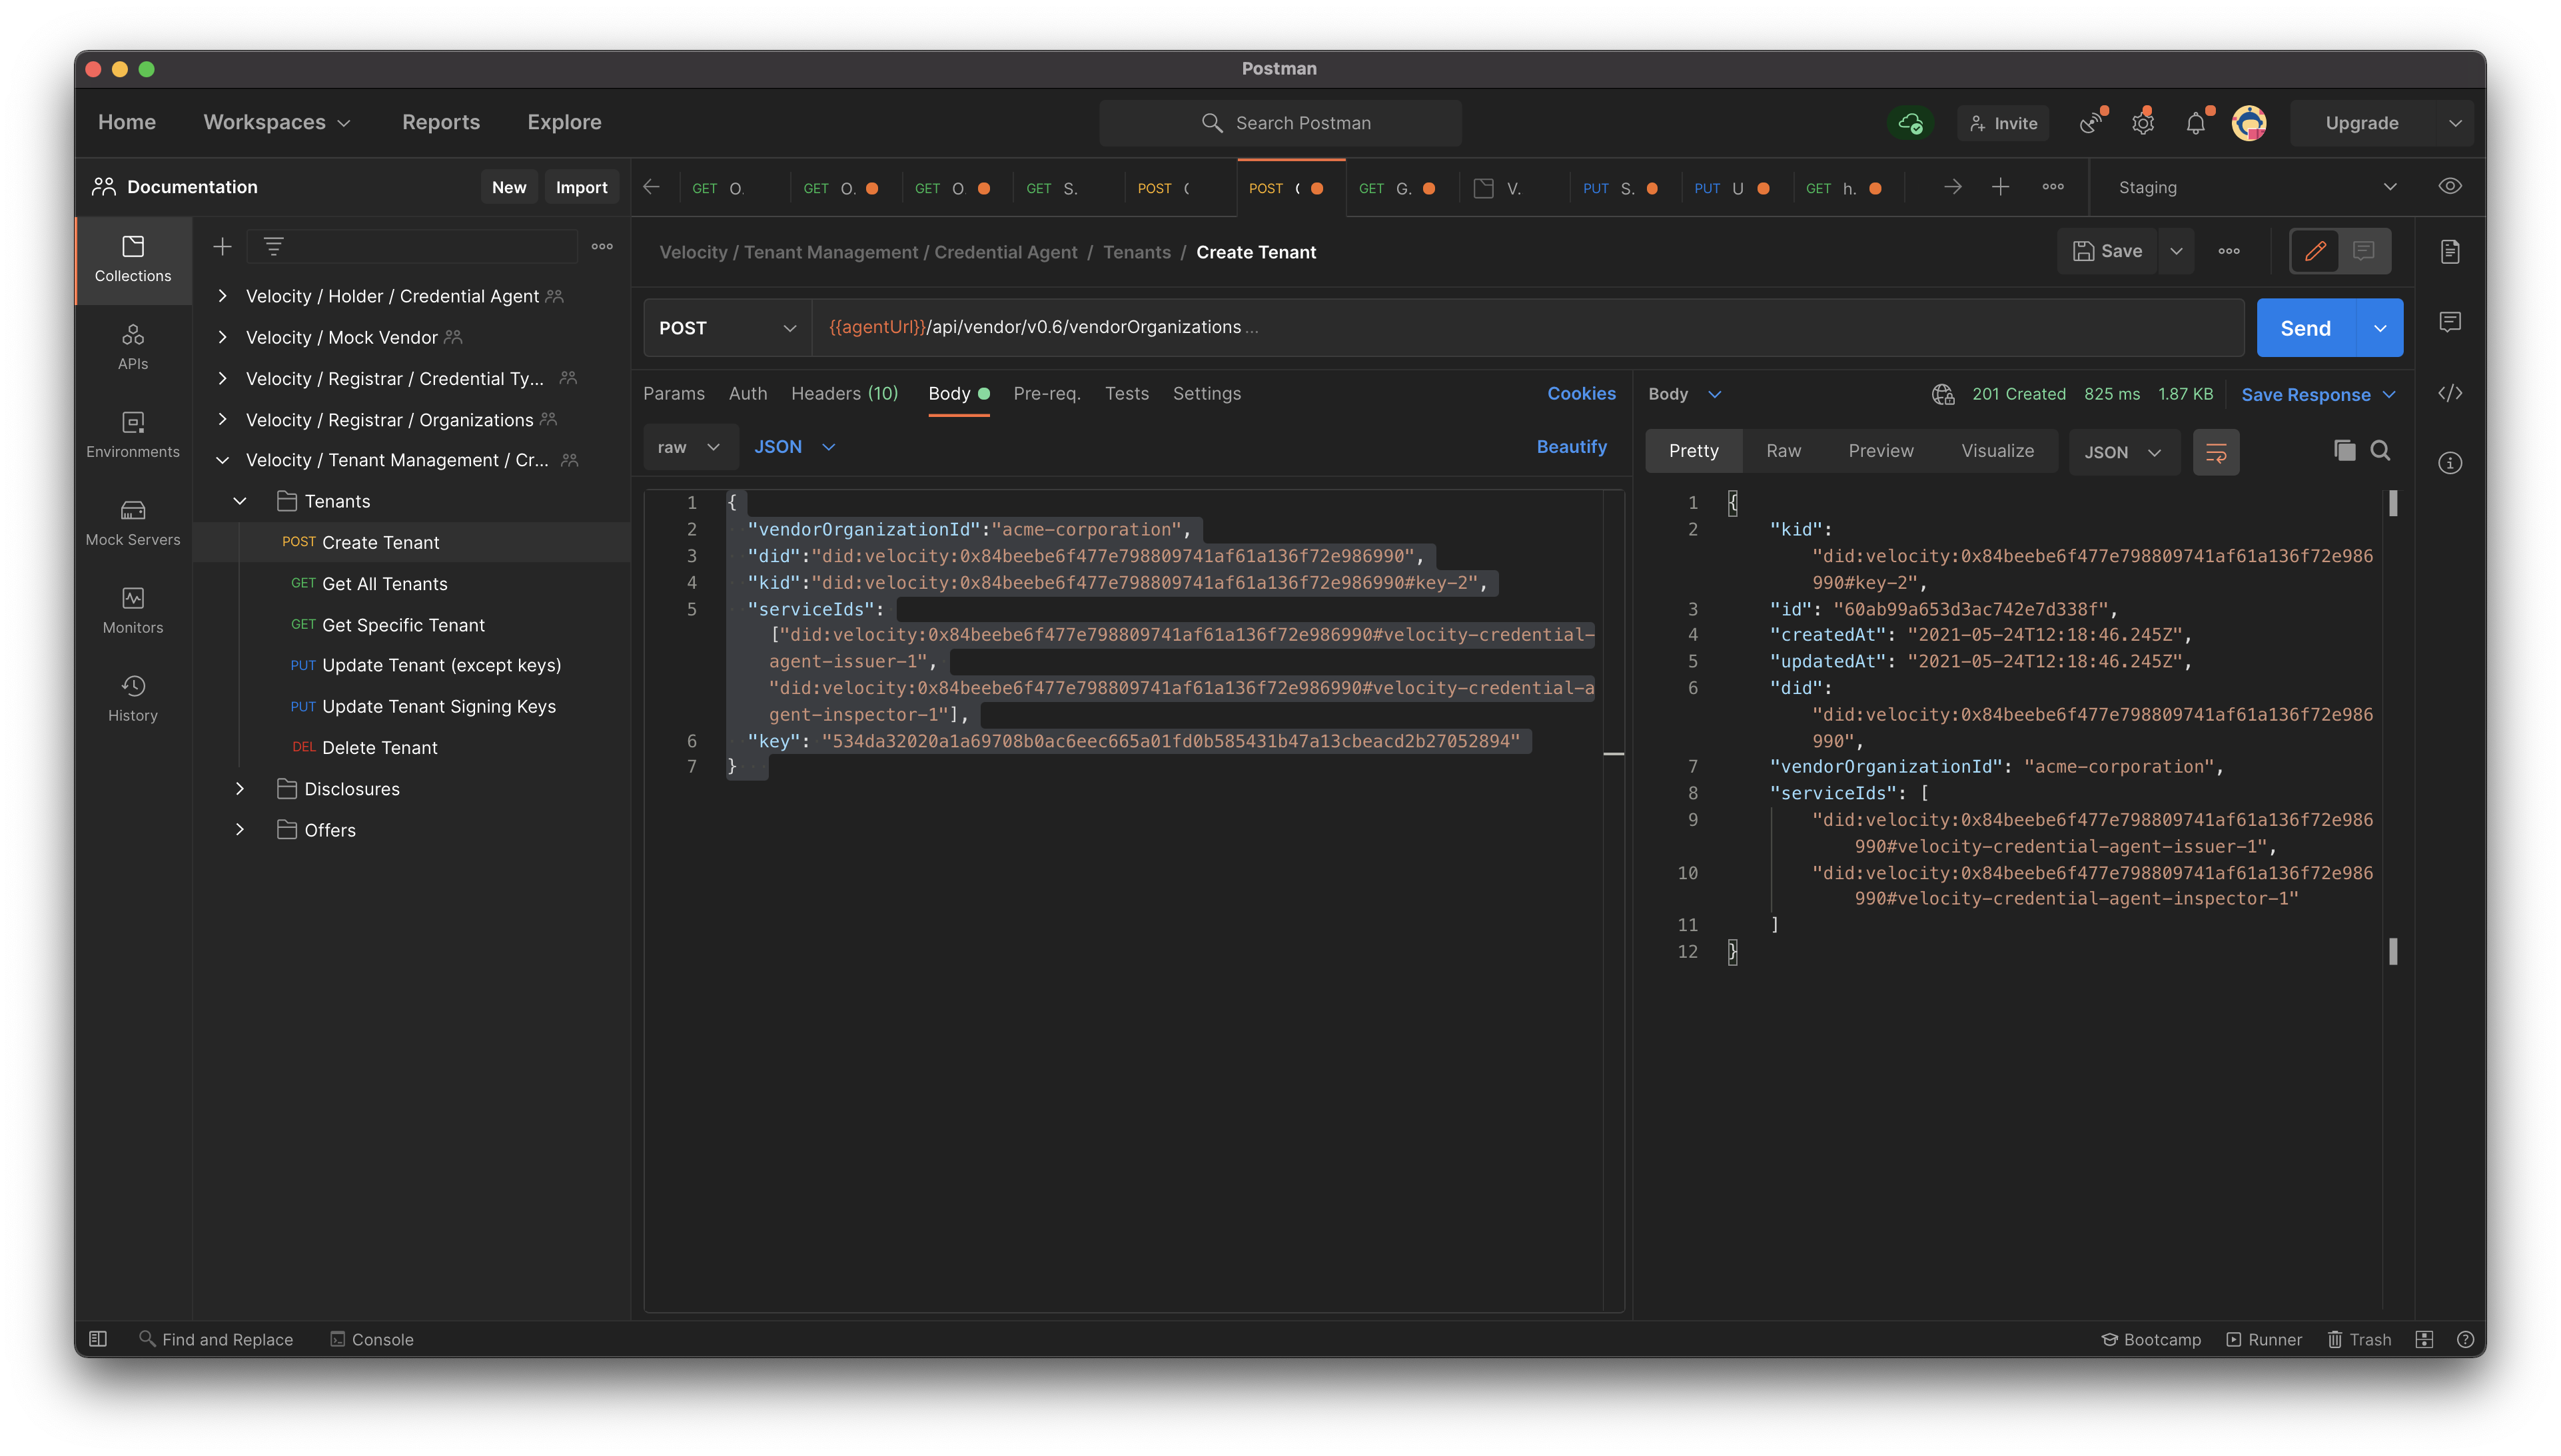 Postman
Home Workspaces Reports Explore Search Postman Invite Upgrade
Documentation New Import GET O. GET O. GET O GET S. POST POST GET G. V. PUT S. PUT U GET h. Staging
Collections
APIs
Environments
Mock Servers
Monitors
History
Velocity / Holder / Credential Agent
Velocity / Mock Vendor
Velocity / Registrar / Credential Ty...
Velocity / Registrar / Organizations
Velocity / Tenant Management / Cr...
Tenants
POST Create Tenant
GET Get All Tenants
GET Get Specific Tenant
PUT Update Tenant (except keys)
PUT Update Tenant Signing Keys
DEL Delete Tenant
Disclosures
Offers
Velocity / Tenant Management / Credential Agent / Tenants / Create Tenant Save
POST {{agentUrl}}/api/vendor/v0.6/vendorOrganizations ... Send
Params Auth Headers (10) Body Pre-req. Tests Settings Cookies
raw JSON Beautify
1 {
2 "vendorOrganizationId":"acme-corporation",
3 "did":"did:velocity:0x84beebe6f477e798809741af61a136f72e986990",
4 "kid":"did:velocity:0x84beebe6f477e798809741af61a136f72e986990#key-2",
5 "serviceIds":
["did:velocity:0x84beebe6f477e798809741af61a136f72e986990#velocity-credential-
agent-issuer-1",
"did:velocity:0x84beebe6f477e798809741af61a136f72e986990#velocity-credential-a
gent-inspector-1"],
6 "key": "534da32020a1a69708b0ac6eec665a01fd0b585431b47a13cbeacd2b27052894"
7 }
Body 201 Created 825 ms 1.87 KB Save Response
Pretty Raw Preview Visualize JSON
1 {
2 "kid":
"did:velocity:0x84beebe6f477e798809741af61a136f72e986
990#key-2",
3 "id": "60ab99a653d3ac742e7d338f",
4 "createdAt": "2021-05-24T12:18:46.245Z",
5 "updatedAt": "2021-05-24T12:18:46.245Z",
6 "did":
"did:velocity:0x84beebe6f477e798809741af61a136f72e986
990",
7 "vendorOrganizationId": "acme-corporation",
8 "serviceIds": [
9 "did:velocity:0x84beebe6f477e798809741af61a136f72e986
990#velocity-credential-agent-issuer-1",
10 "did:velocity:0x84beebe6f477e798809741af61a136f72e986
990#velocity-credential-agent-inspector-1"
11 ]
12 }
Find and Replace Console Bootcamp Runner Trash